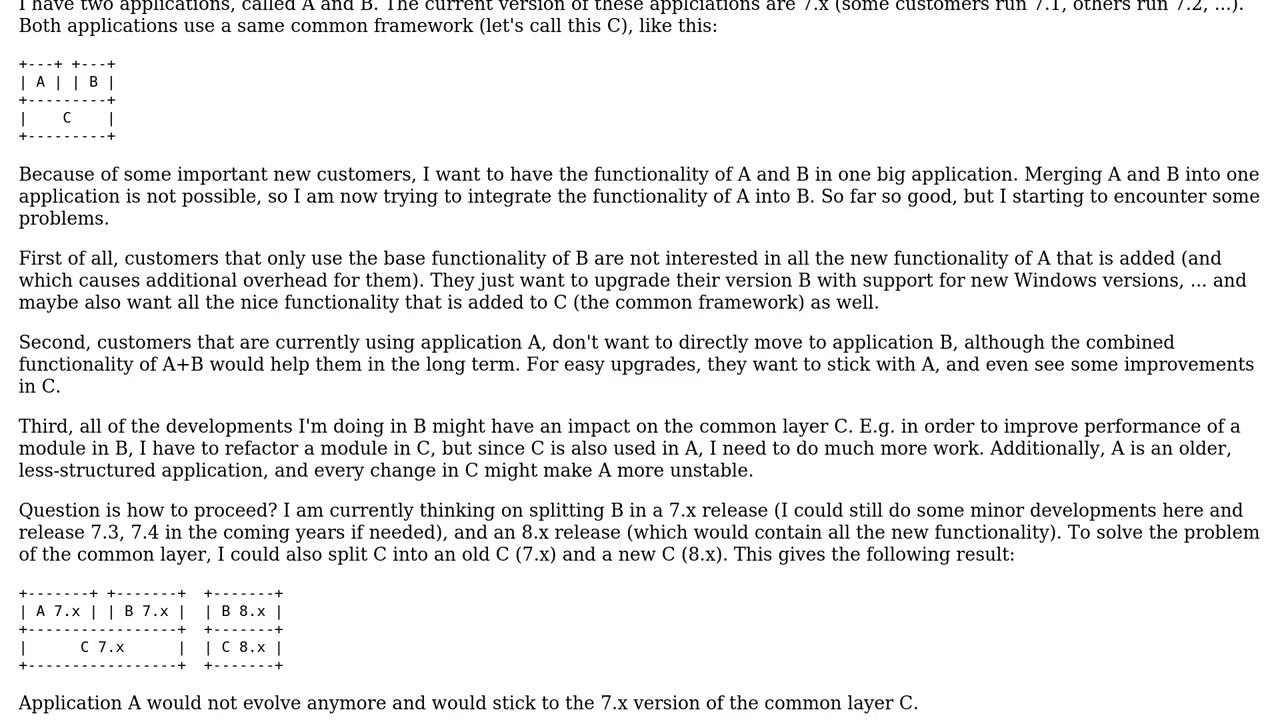 I have two applications, called A and B. The current version of these applciations are 7.x (some customers run 7.1, others run 7.2, ...).
Both applications use a same common framework (let's call this C), like this:
+---+ +---+
| A | | B |
+---------+
|    C    |
+---------+
Because of some important new customers, I want to have the functionality of A and B in one big application. Merging A and B into one
application is not possible, so I am now trying to integrate the functionality of A into B. So far so good, but I starting to encounter some
problems.
First of all, customers that only use the base functionality of B are not interested in all the new functionality of A that is added (and
which causes additional overhead for them). They just want to upgrade their version B with support for new Windows versions, ... and
maybe also want all the nice functionality that is added to C (the common framework) as well.
Second, customers that are currently using application A, don't want to directly move to application B, although the combined
functionality of A+B would help them in the long term. For easy upgrades, they want to stick with A, and even see some improvements
in C.
Third, all of the developments I'm doing in B might have an impact on the common layer C. E.g. in order to improve performance of a
module in B, I have to refactor a module in C, but since C is also used in A, I need to do much more work. Additionally, A is an older,
less-structured application, and every change in C might make A more unstable.
Question is how to proceed? I am currently thinking on splitting B in a 7.x release (I could still do some minor developments here and
release 7.3, 7.4 in the coming years if needed), and an 8.x release (which would contain all the new functionality). To solve the problem
of the common layer, I could also split C into an old C (7.x) and a new C (8.x). This gives the following result:
+-------+ +-------+  +-------+
| A 7.x | | B 7.x |  | B 8.x |
+-----------------+  +-------+
|      C 7.x      |  | C 8.x |
+-----------------+  +-------+
Application A would not evolve anymore and would stick to the 7.x version of the common layer C.